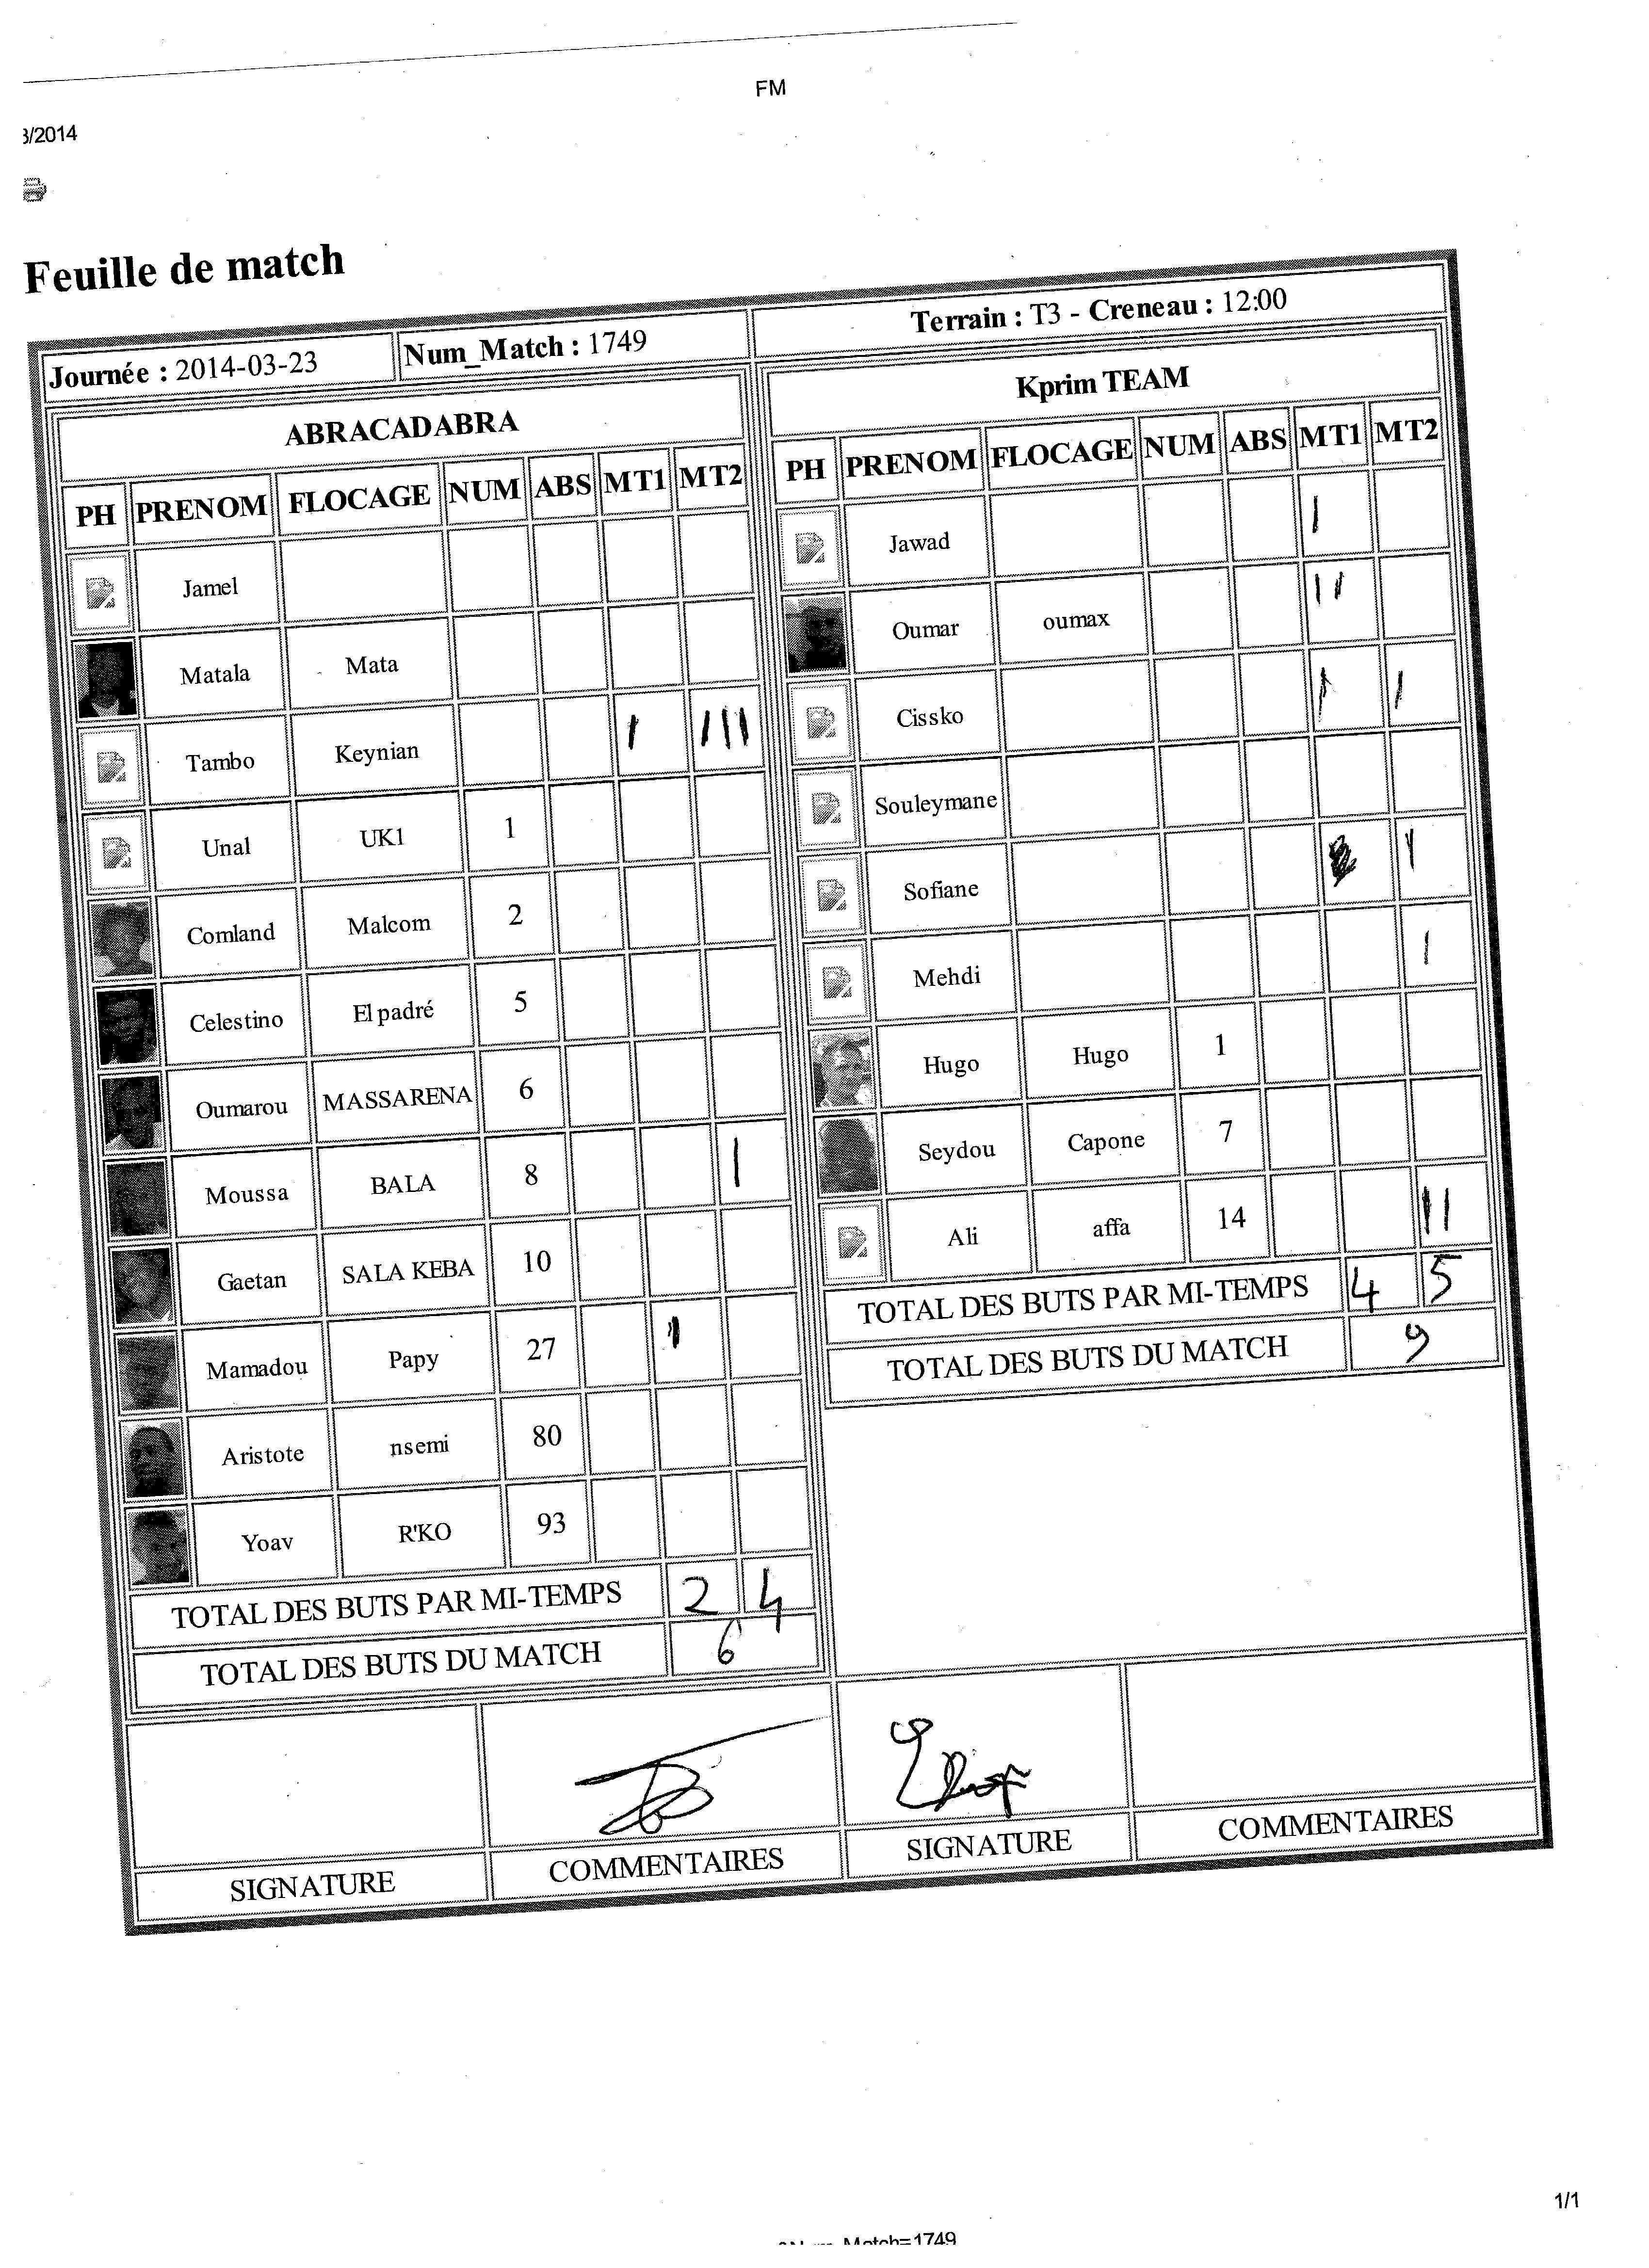 FM
3/2014
Feuille de match
Journée : 2014-03-23 Num_Match : 1749 Terrain : T3 - Creneau : 12:00
ABRACADABRA
PH PRENOM FLOCAGE NUM ABS MT1 MT2
Jamel
Matala Mata
Tambo Keynian I III
Unal UK1 1
Comland Malcom 2
Celestino El padré 5
Oumarou MASSARENA 6
Moussa BALA 8 I
Gaetan SALA KEBA 10
Mamadou Papy 27 I
Aristote nsemi 80
Yoav R'KO 93
TOTAL DES BUTS PAR MI-TEMPS 2 4
TOTAL DES BUTS DU MATCH 6
Kprim TEAM
PH PRENOM FLOCAGE NUM ABS MT1 MT2
Jawad I
Oumar oumax II
Cissko I I
Souleymane
Sofiane I
Mehdi I
Hugo Hugo 1
Seydou Capone 7
Ali affa 14 II
TOTAL DES BUTS PAR MI-TEMPS 4 5
TOTAL DES BUTS DU MATCH 9
SIGNATURE COMMENTAIRES SIGNATURE COMMENTAIRES
1/1
Num_Match=1749